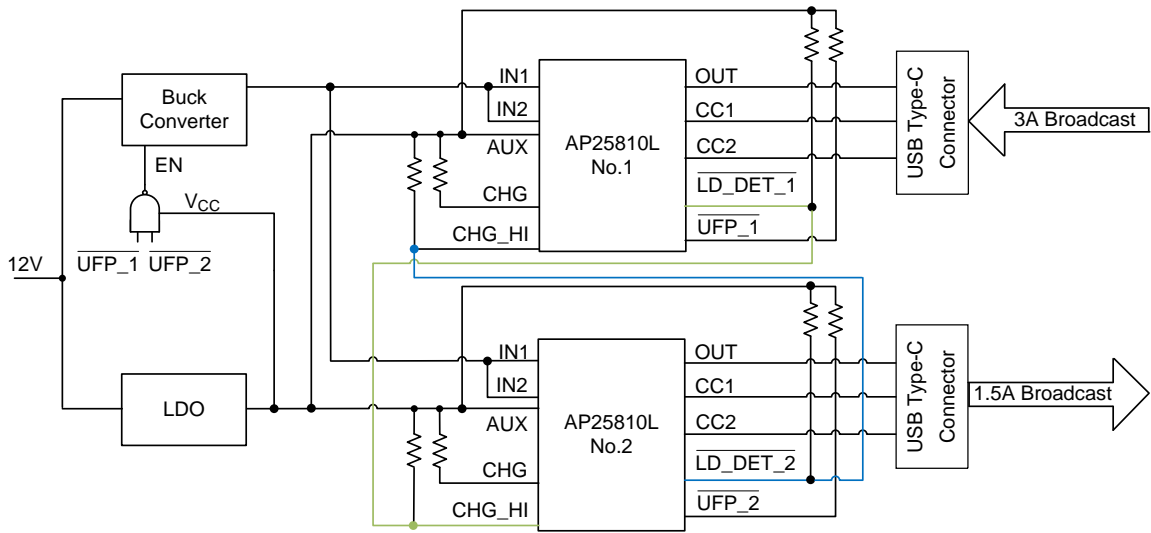 IN1
IN2
AUX
CHG
CHG_HI
AP25810L
No.1
OUT
CC1
CC2
LD_DET_1
UFP_1
USB Type-C
Connector
3A Broadcast
Buck
Converter
EN
VCC
UFP_1 UFP_2
12V
LDO
IN1
IN2
AUX
CHG
CHG_HI
AP25810L
No.2
OUT
CC1
CC2
LD_DET_2
UFP_2
USB Type-C
Connector
1.5A Broadcast